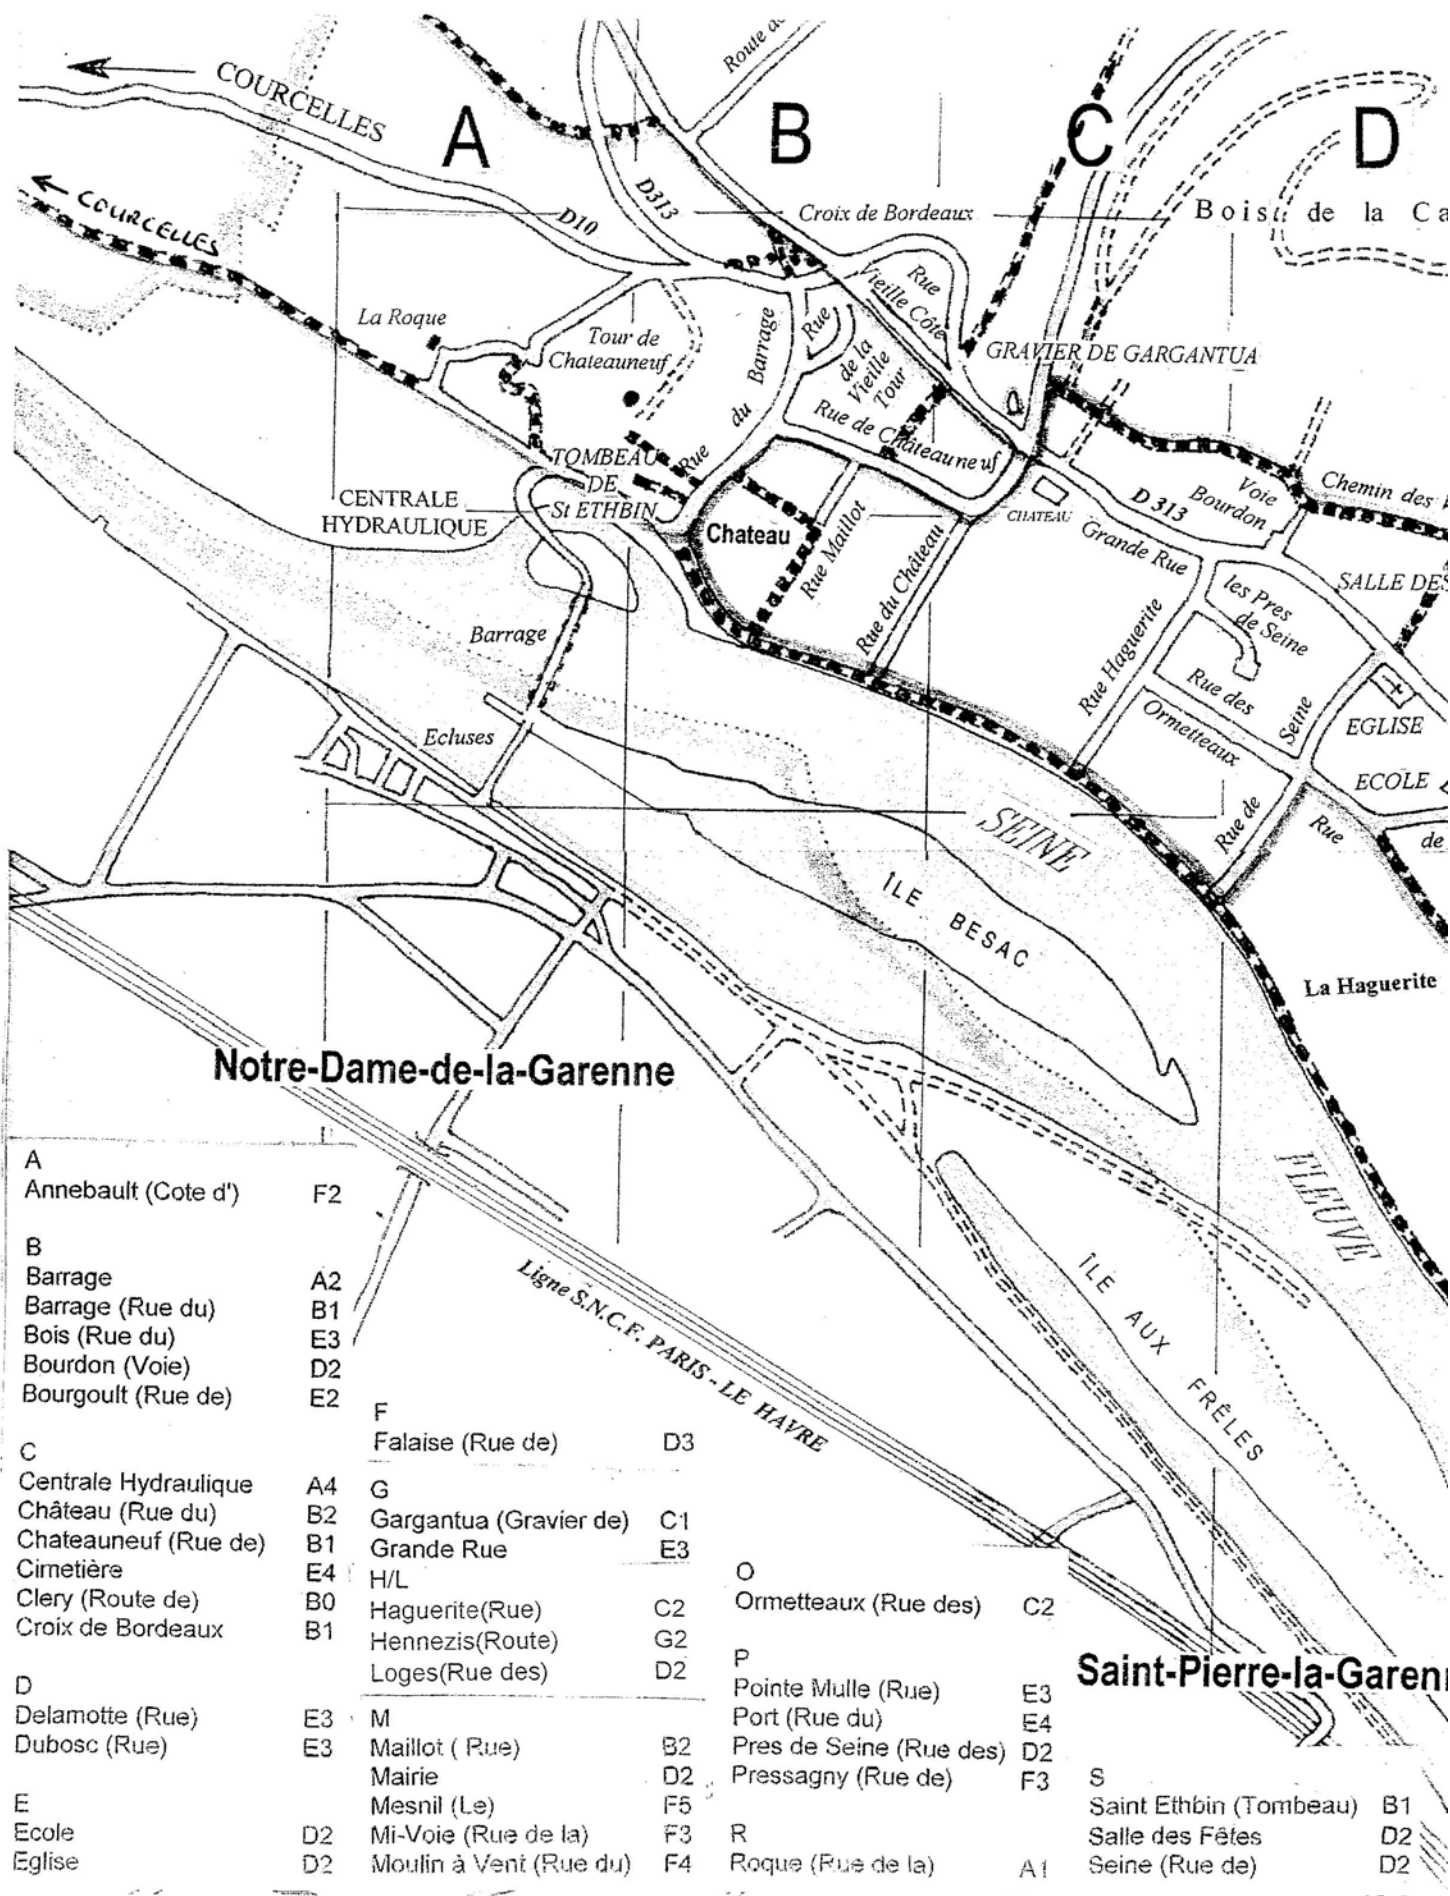 Route de
COURCELLES
A
B
C
D
COURCELLES
D10
D313
Croix de Bordeaux
Bois de la Ca
Rue
Vieille Côte
La Roque
Tour de
Chateauneuf
Barrage
du
Rue
Rue
de la
Vieille
Tour
GRAVIER DE GARGANTUA
Rue de Châteauneuf
TOMBEAU
DE
St ETHBIN
CENTRALE
HYDRAULIQUE
Chateau
Rue Maillot
Rue du Château
CHATEAU
D 313
Grande Rue
Voie
Bourdon
Chemin des
SALLE DES
les Pres
de Seine
Rue Haguerite
Rue des
Ormetteaux
Seine
Rue de
EGLISE
ECOLE
Rue
de
Barrage
Ecluses
SEINE
ÎLE BESAC
La Haguerite
Notre-Dame-de-la-Garenne
FLEUVE
ÎLE AUX FRÊLES
Ligne S.N.C.F. PARIS - LE HAVRE
Saint-Pierre-la-Garenn
A
Annebault (Cote d') F2
B
Barrage A2
Barrage (Rue du) B1
Bois (Rue du) E3
Bourdon (Voie) D2
Bourgoult (Rue de) E2
C
Centrale Hydraulique A4
Château (Rue du) B2
Chateauneuf (Rue de) B1
Cimetière E4
Clery (Route de) B0
Croix de Bordeaux B1
D
Delamotte (Rue) E3
Dubosc (Rue) E3
E
Ecole D2
Eglise D2
F
Falaise (Rue de) D3
G
Gargantua (Gravier de) C1
Grande Rue E3
H/L
Haguerite(Rue) C2
Hennezis(Route) G2
Loges(Rue des) D2
M
Maillot ( Rue) B2
Mairie D2
Mesnil (Le) F5
Mi-Voie (Rue de la) F3
Moulin à Vent (Rue du) F4
O
Ormetteaux (Rue des) C2
P
Pointe Mulle (Rue) E3
Port (Rue du) E4
Pres de Seine (Rue des) D2
Pressagny (Rue de) F3
R
Roque (Rue de la) A1
S
Saint Ethbin (Tombeau) B1
Salle des Fêtes D2
Seine (Rue de) D2